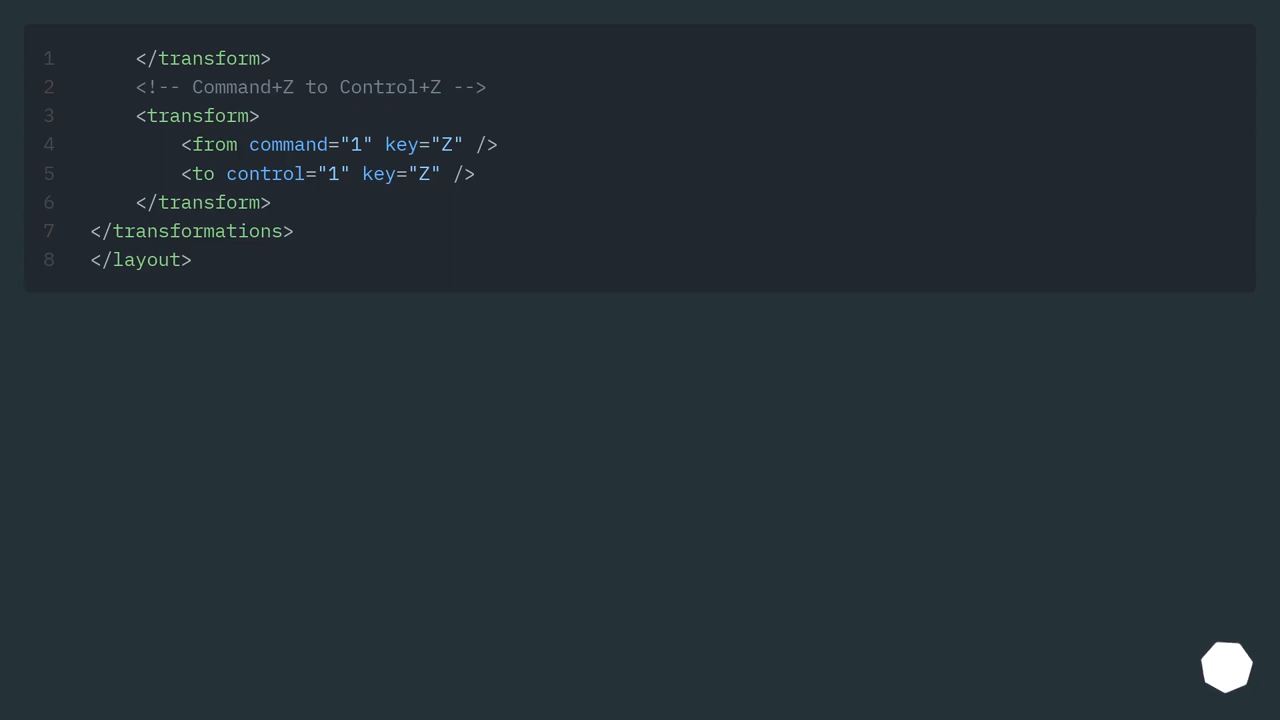 1 </transform>
2 <!-- Command+Z to Control+Z -->
3 <transform>
4 <from command="1" key="Z" />
5 <to control="1" key="Z" />
6 </transform>
7 </transformations>
8 </layout>